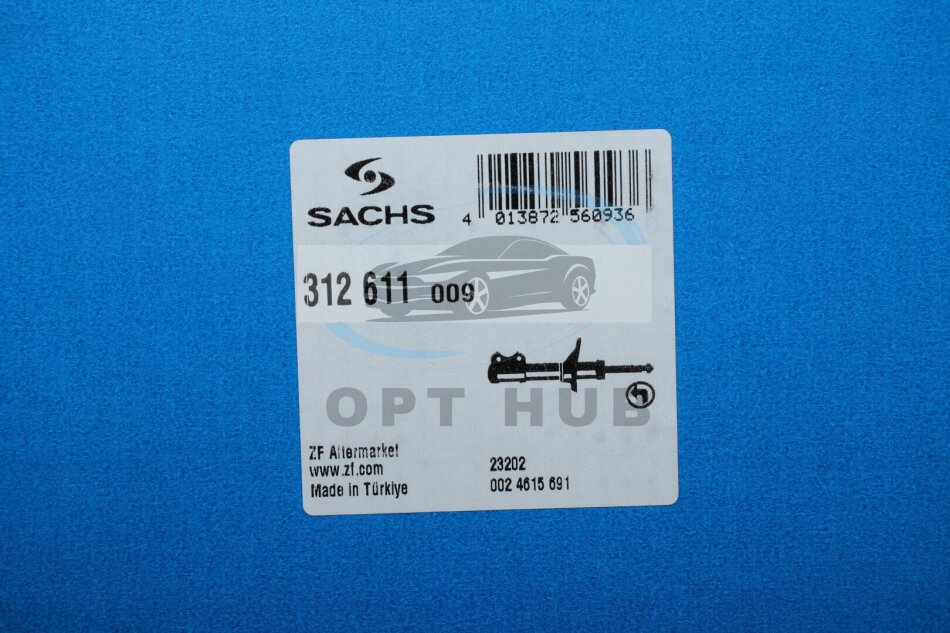 SACHS
4 013872 560936
312 611 009
OPT HUB
ZF Aftermarket
www.zf.com
Made in Türkiye
23202
002 4615 691